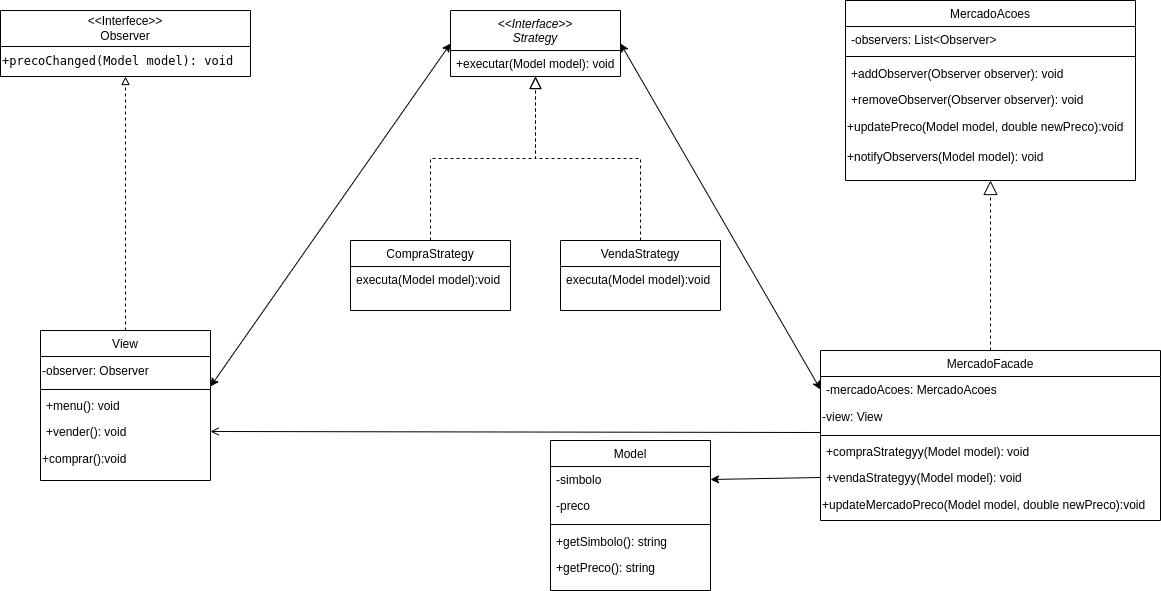 <<Interfece>>
Observer
+precoChanged(Model model): void
<<Interface>>
Strategy
+executar(Model model): void
MercadoAcoes
-observers: List<Observer>
+addObserver(Observer observer): void
+removeObserver(Observer observer): void
+updatePreco(Model model, double newPreco):void
+notifyObservers(Model model): void
CompraStrategy
executa(Model model):void
VendaStrategy
executa(Model model):void
View
-observer: Observer
+menu(): void
+vender(): void
+comprar():void
MercadoFacade
-mercadoAcoes: MercadoAcoes
-view: View
+compraStrategyy(Model model): void
+vendaStrategyy(Model model): void
+updateMercadoPreco(Model model, double newPreco):void
Model
-simbolo
-preco
+getSimbolo(): string
+getPreco(): string